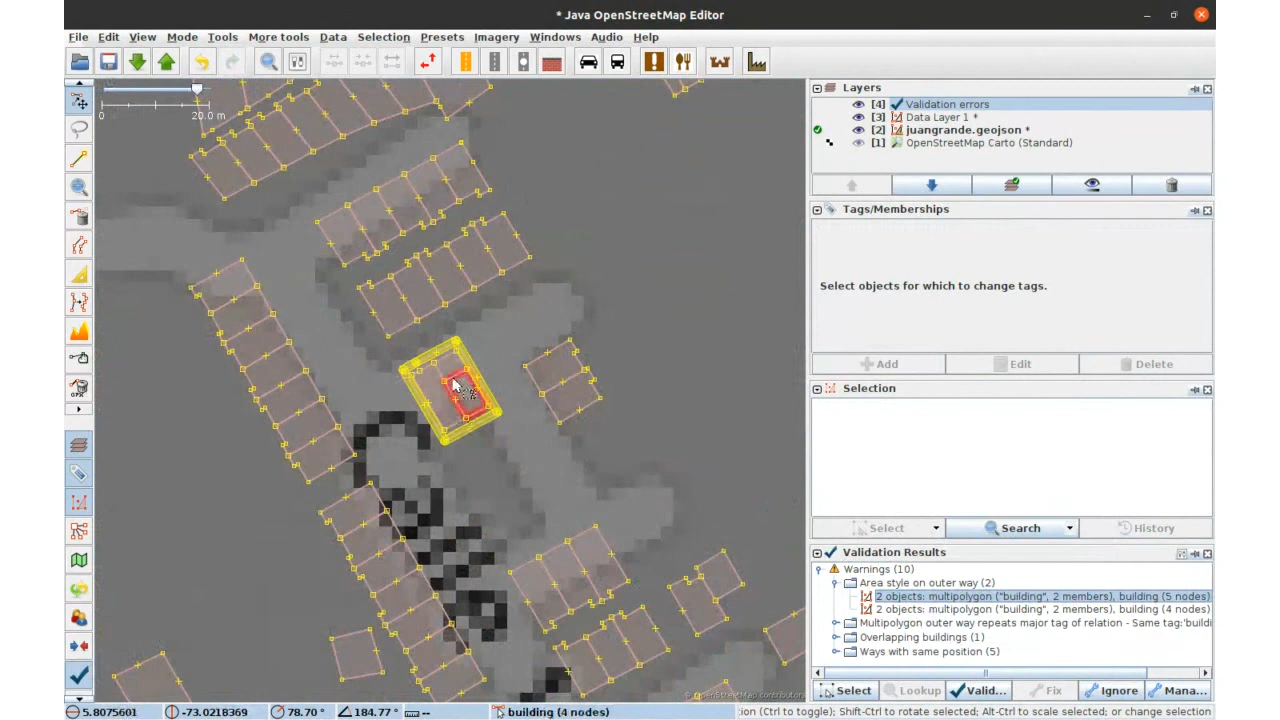 * Java OpenStreetMap Editor
File Edit View Mode Tools More tools Data Selection Presets Imagery Windows Audio Help
0 20.0 m
Layers
[4] Validation errors
[3] Data Layer 1 *
[2] juangrande.geojson *
[1] OpenStreetMap Carto (Standard)
Tags/Memberships
Select objects for which to change tags.
Add Edit Delete
Selection
Select Search History
Validation Results
Warnings (10)
Area style on outer way (2)
2 objects: multipolygon ("building", 2 members), building (5 nodes)
2 objects: multipolygon ("building", 2 members), building (4 nodes)
Multipolygon outer way repeats major tag of relation - Same tag:'buildi
Overlapping buildings (1)
Ways with same position (5)
Select Lookup Valid... Fix Ignore Mana...
© OpenStreetMap contributors
5.8075601 -73.0218369 78.70 ° 184.77° -- building (4 nodes) ion (Ctrl to toggle); Shift-Ctrl to rotate selected; Alt-Ctrl to scale selected; or change selection